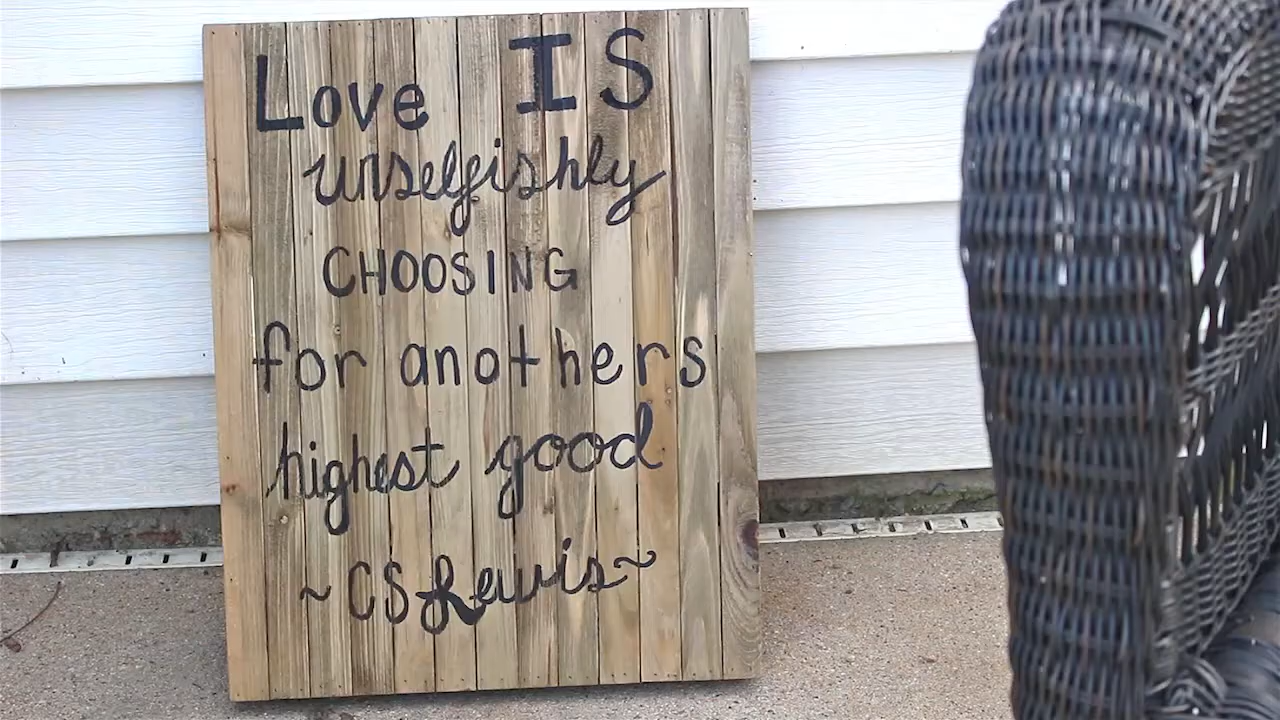 Love IS
unselfishly
CHOOSING
for anothers
highest good
~CS Lewis~